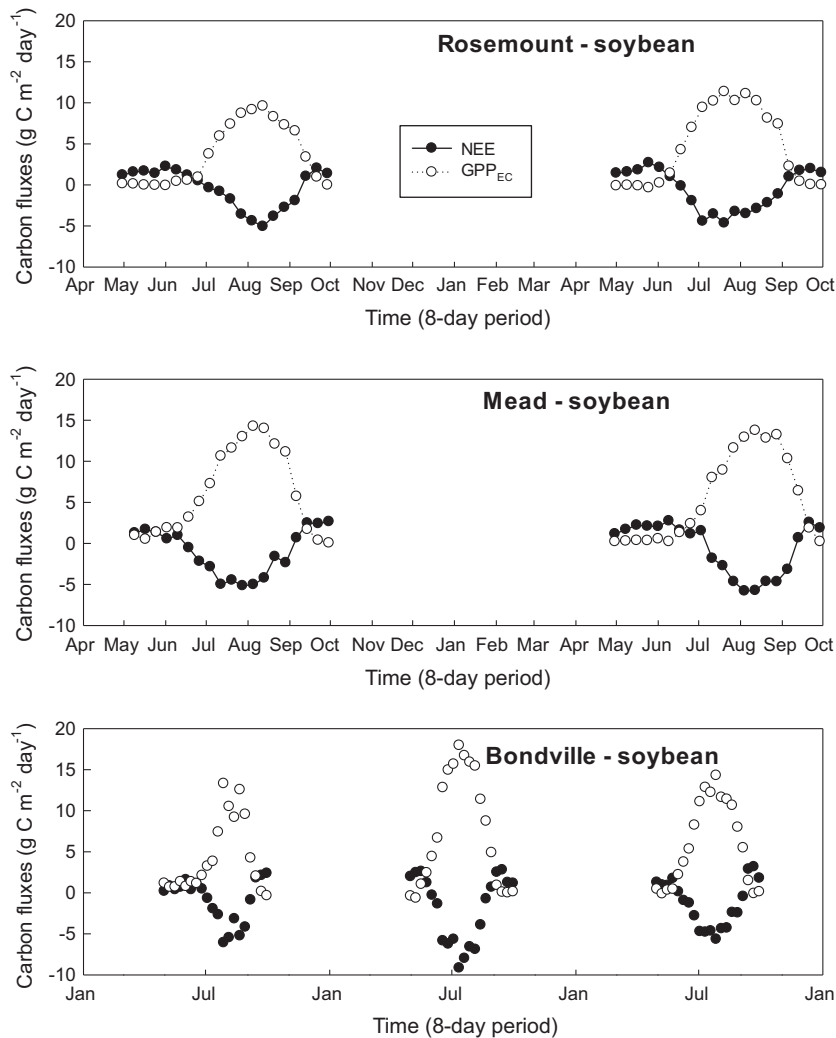 Rosemount - soybean
Carbon fluxes (g C m-2 day-1)
20
15
10
5
0
-5
-10
NEE
GPPEC
Apr May Jun Jul Aug Sep Oct Nov Dec Jan Feb Mar Apr May Jun Jul Aug Sep Oct
Time (8-day period)
Mead - soybean
Carbon fluxes (g C m-2 day-1)
20
15
10
5
0
-5
-10
Apr May Jun Jul Aug Sep Oct Nov Dec Jan Feb Mar Apr May Jun Jul Aug Sep Oct
Time (8-day period)
Bondville - soybean
Carbon fluxes (g C m-2 day-1)
20
15
10
5
0
-5
-10
Jan Jul Jan Jul Jan Jul Jan
Time (8-day period)